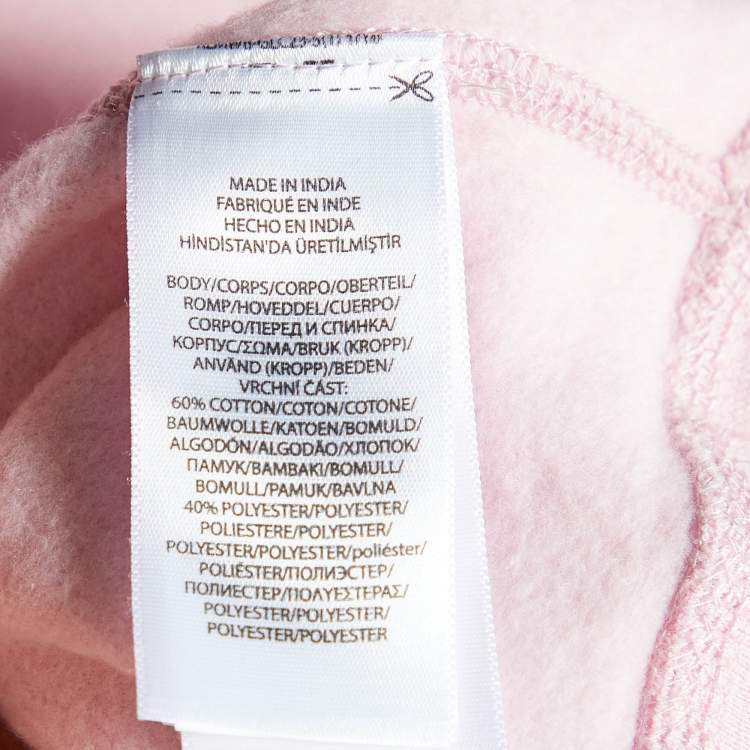 MADE IN INDIA
FABRIQUÉ EN INDE
HECHO EN INDIA
HİNDİSTAN'DA ÜRETİLMİŞTİR
BODY/CORPS/CORPO/OBERTEIL/
ROMP/HOVEDDEL/CUERPO/
CORPO/ПЕРЕД И СПИНКА/
КОРПУС/ΣΩΜΑ/BRUK (KROPP)/
ANVÄND (KROPP)/BEDEN/
VRCHNÍ ČÁST:
60% COTTON/COTON/COTONE/
BAUMWOLLE/KATOEN/BOMULD/
ALGODÓN/ALGODÃO/ХЛОПОК/
ПАМУК/ΒΑΜΒΑΚΙ/BOMULL/
BOMULL/PAMUK/BAVLNA
40% POLYESTER/POLYESTER/
POLIESTERE/POLYESTER/
POLYESTER/POLYESTER/poliéster/
POLIÉSTER/ПОЛИЭСТЕР/
ПОЛИЕСТЕР/ΠΟΛΥΕΣΤΕΡΑΣ/
POLYESTER/POLYESTER/
POLYESTER/POLYESTER